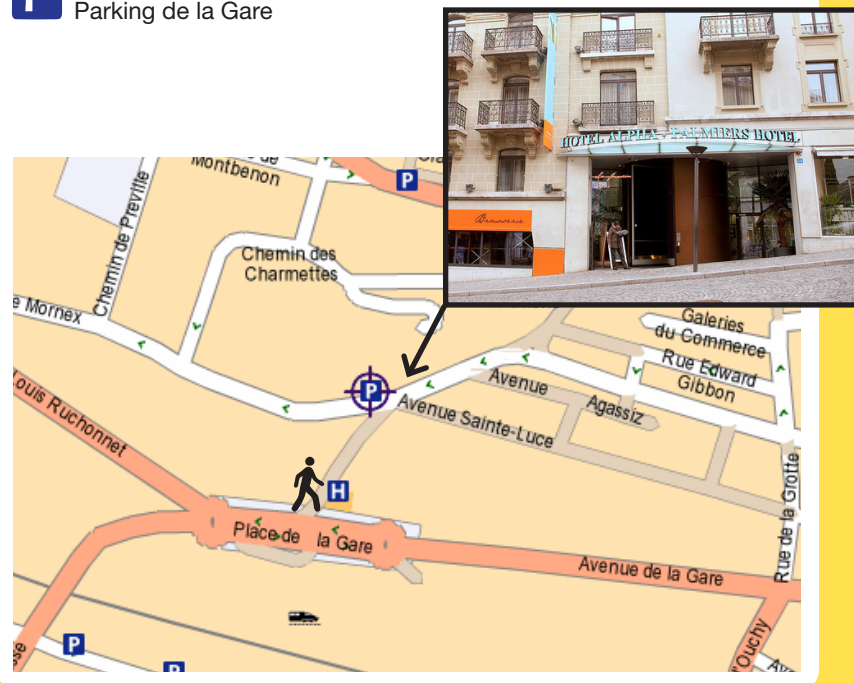 P
Parking de la Gare
HOTEL ALPHA - PALMIERS HOTEL
Brasserie
Montbenon
P
Chemin de Préville
Chemin des
Charmettes
e Mornex
Galeries
du Commerce
Rue Edward
Gibbon
P
Avenue
Agassiz
Avenue Sainte-Luce
Louis Ruchonnet
H
Place de la Gare
Avenue de la Gare
Rue de la Grotte
d'Ouchy
P
P